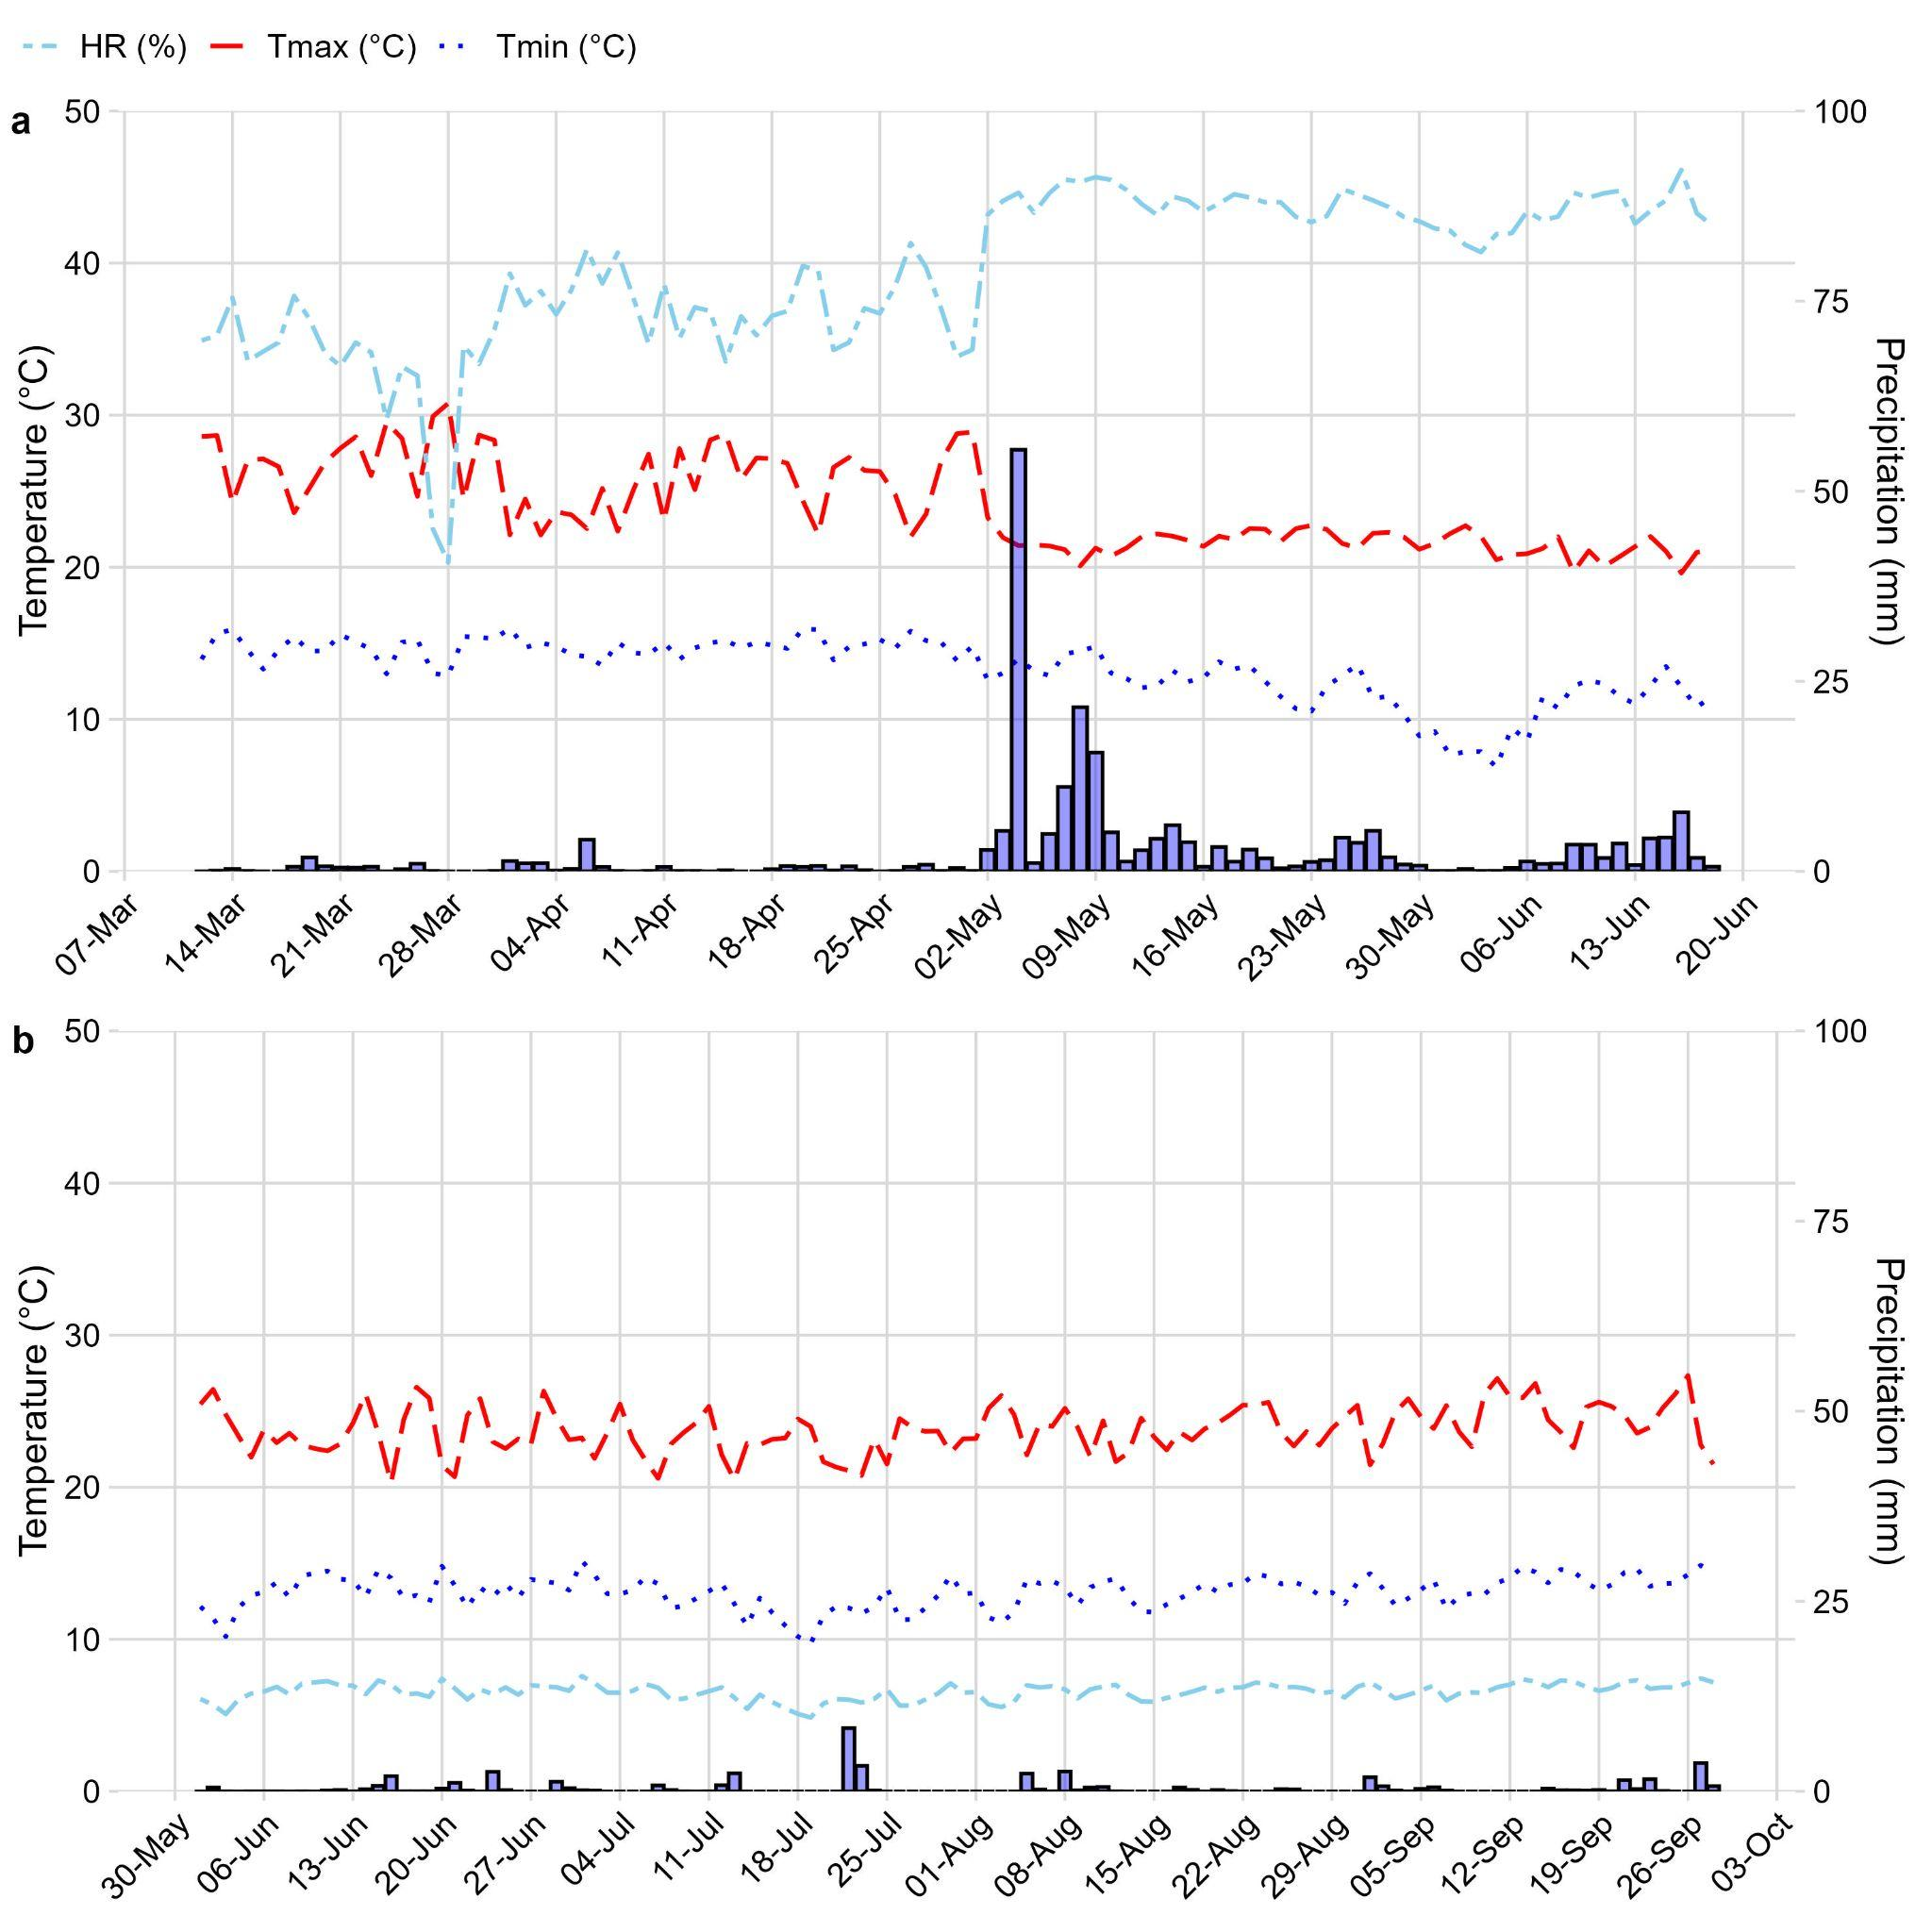 HR (%) Tmax (°C) Tmin (°C)
a
50
40
30
20
10
0
Temperature (°C)
100
75
50
25
0
Precipitation (mm)
07-Mar 14-Mar 21-Mar 28-Mar 04-Apr 11-Apr 18-Apr 25-Apr 02-May 09-May 16-May 23-May 30-May 06-Jun 13-Jun 20-Jun
b
50
40
30
20
10
0
Temperature (°C)
100
75
50
25
0
Precipitation (mm)
30-May 06-Jun 13-Jun 20-Jun 27-Jun 04-Jul 11-Jul 18-Jul 25-Jul 01-Aug 08-Aug 15-Aug 22-Aug 29-Aug 05-Sep 12-Sep 19-Sep 26-Sep 03-Oct